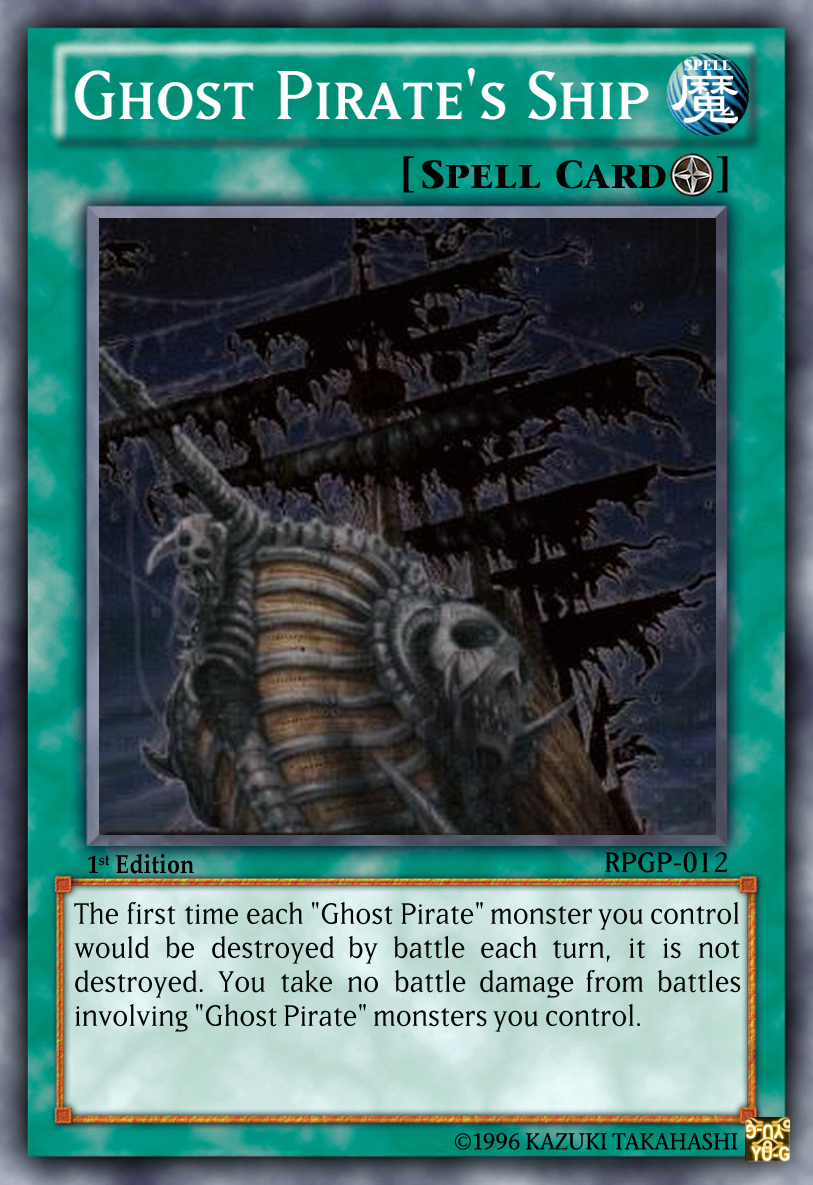 GHOST PIRATE'S SHIP
SPELL
魔
[SPELL CARD]
1st Edition
RPGP-012
The first time each "Ghost Pirate" monster you control
would be destroyed by battle each turn, it is not
destroyed. You take no battle damage from battles
involving "Ghost Pirate" monsters you control.
©1996 KAZUKI TAKAHASHI